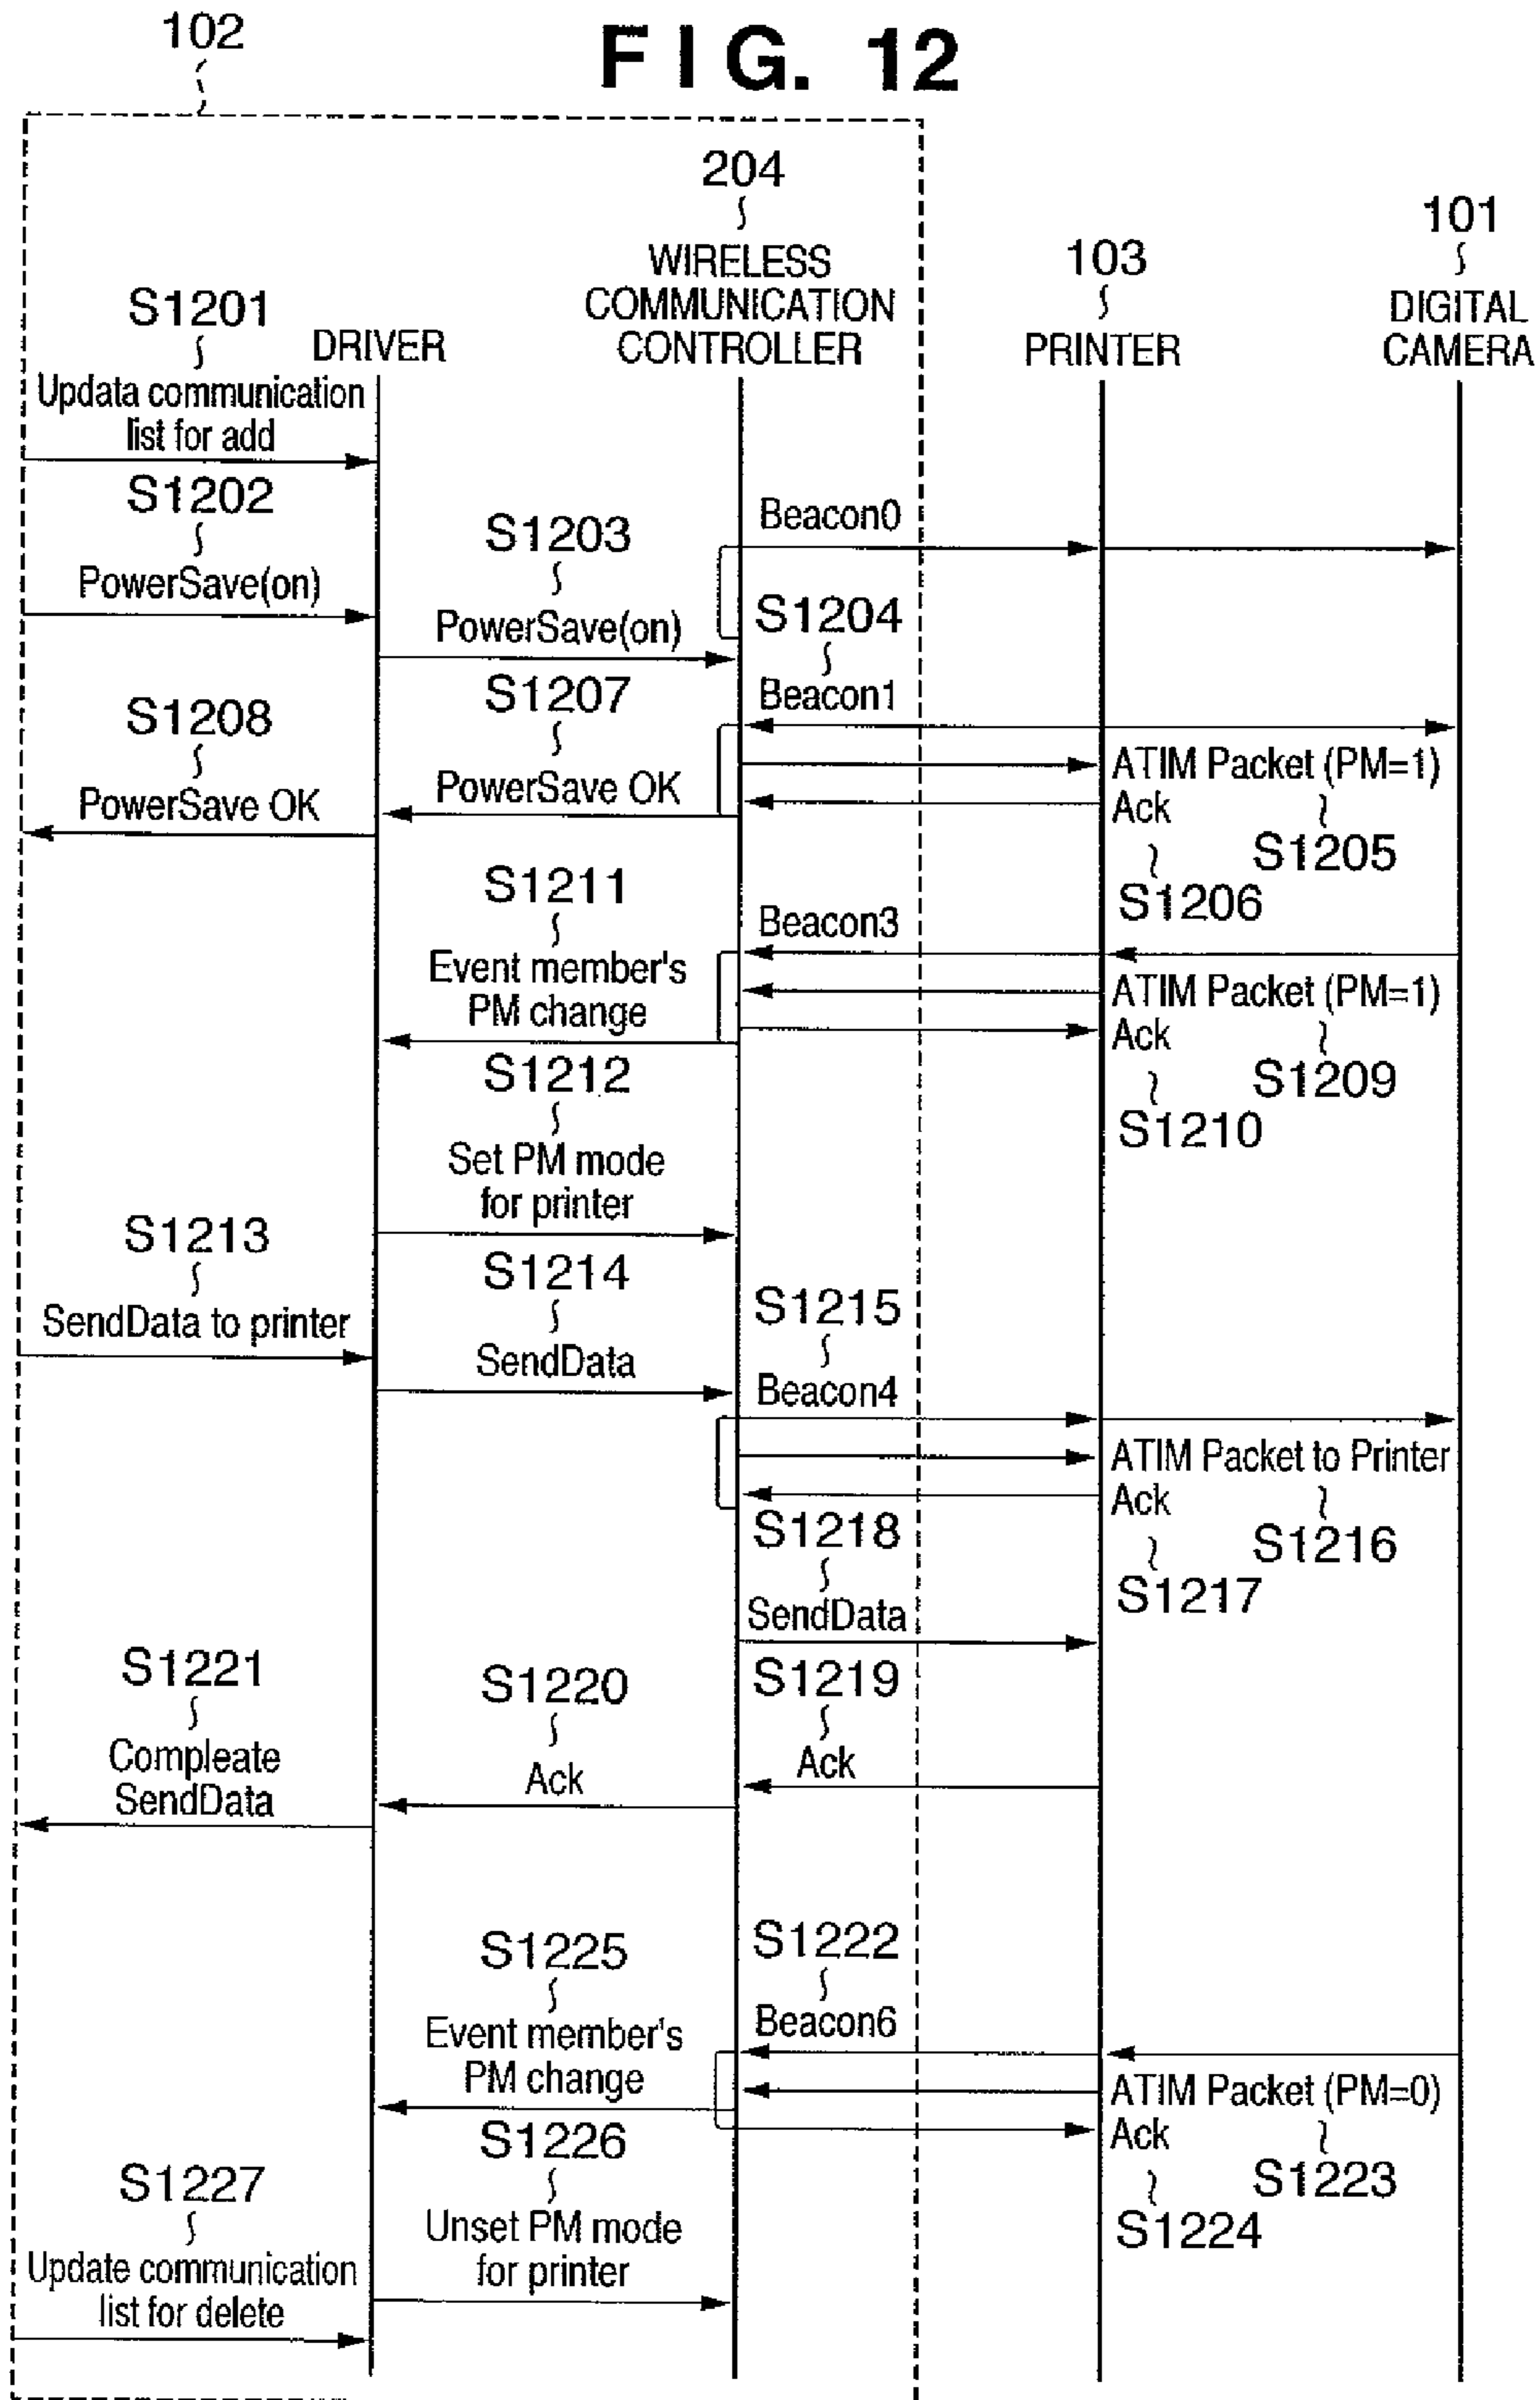 FIG. 12
102
204
WIRELESS
COMMUNICATION
CONTROLLER
101
DIGITAL
CAMERA
103
PRINTER
DRIVER
S1201
Updata communication
list for add
S1202
PowerSave(on)
S1203
PowerSave(on)
Beacon0
S1204
Beacon1
S1207
PowerSave OK
S1208
PowerSave OK
ATIM Packet (PM=1)
Ack
S1205
S1206
S1211
Event member's
PM change
Beacon3
ATIM Packet (PM=1)
Ack
S1209
S1210
S1212
Set PM mode
for printer
S1213
SendData to printer
S1214
SendData
S1215
Beacon4
ATIM Packet to Printer
Ack
S1216
S1217
S1218
SendData
S1219
Ack
S1220
Ack
S1221
Compleate
SendData
S1222
Beacon6
S1225
Event member's
PM change
ATIM Packet (PM=0)
Ack
S1223
S1224
S1226
Unset PM mode
for printer
S1227
Update communication
list for delete